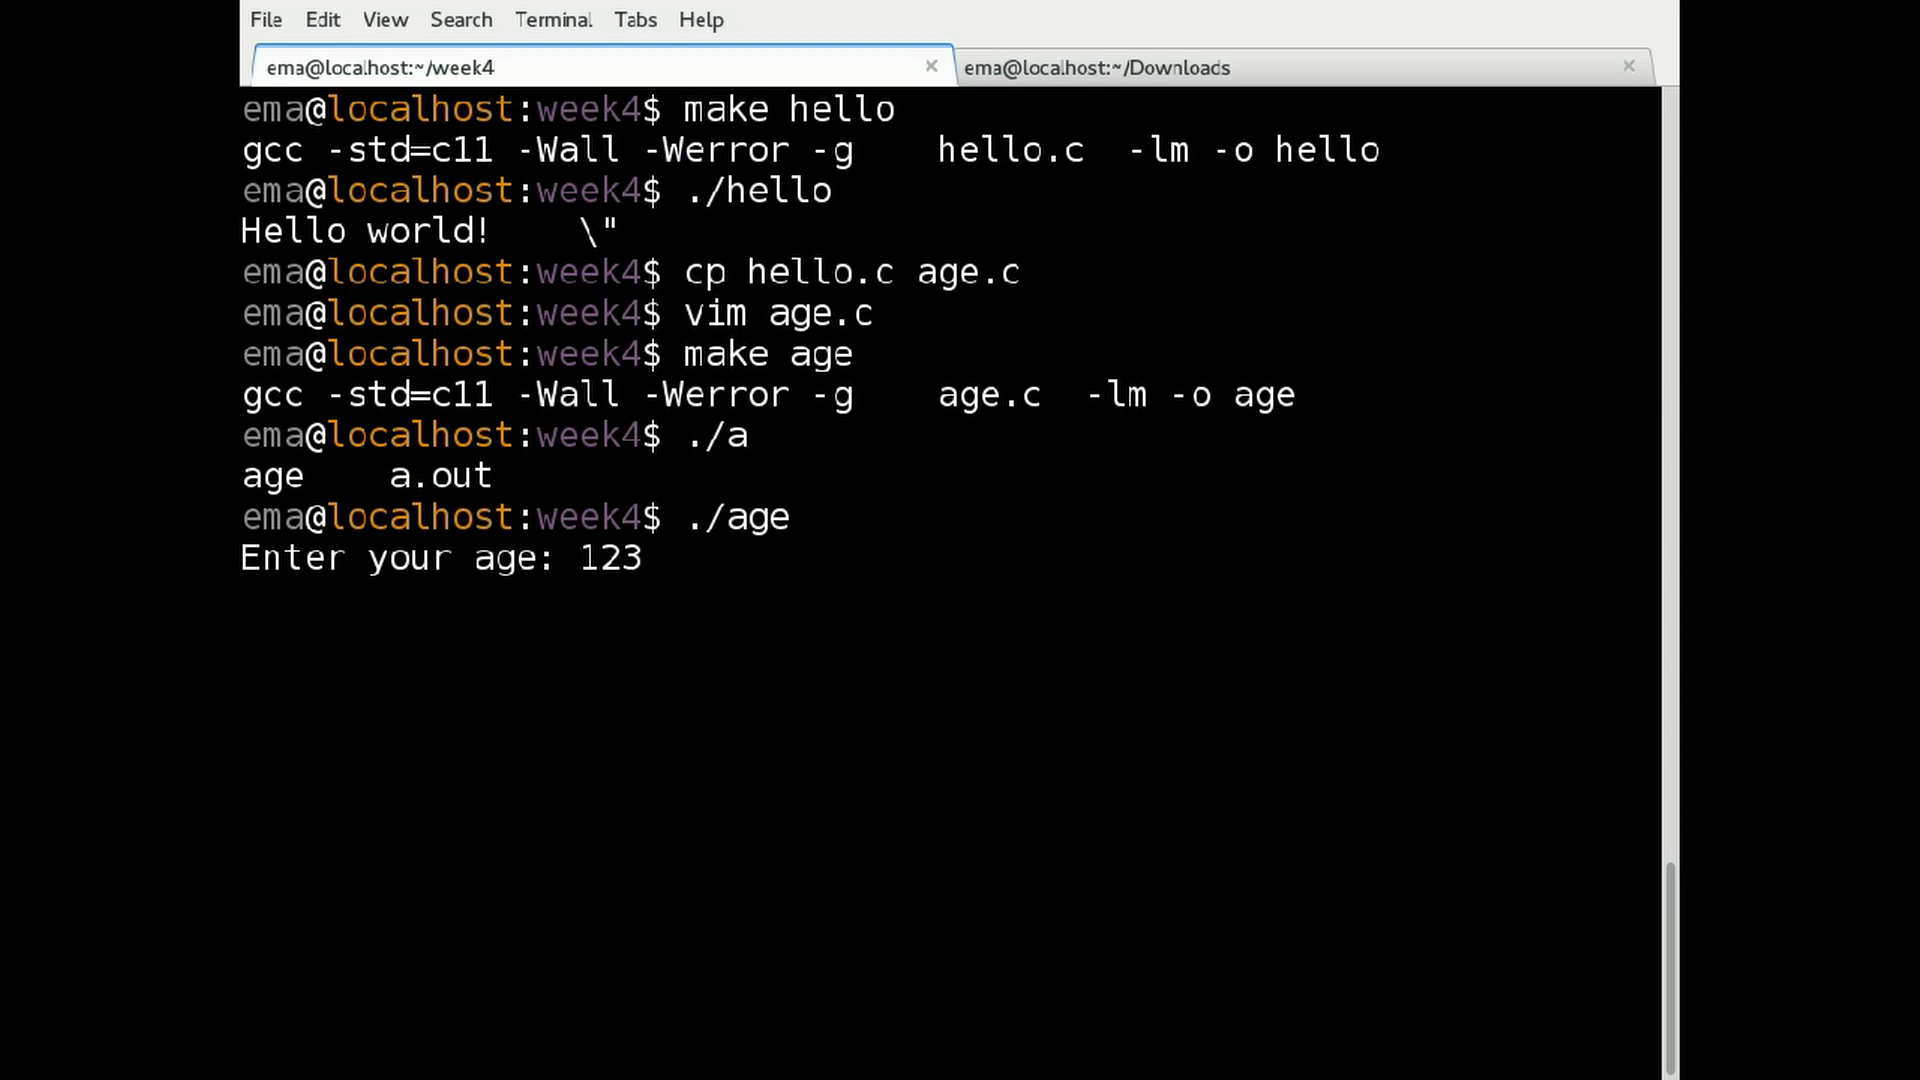 File Edit View Search Terminal Tabs Help
ema@localhost:~/week4 × ema@localhost:~/Downloads ×
ema@localhost:week4$ make hello
gcc -std=c11 -Wall -Werror -g    hello.c  -lm -o hello
ema@localhost:week4$ ./hello
Hello world!    \"
ema@localhost:week4$ cp hello.c age.c
ema@localhost:week4$ vim age.c
ema@localhost:week4$ make age
gcc -std=c11 -Wall -Werror -g    age.c  -lm -o age
ema@localhost:week4$ ./a
age    a.out
ema@localhost:week4$ ./age
Enter your age: 123